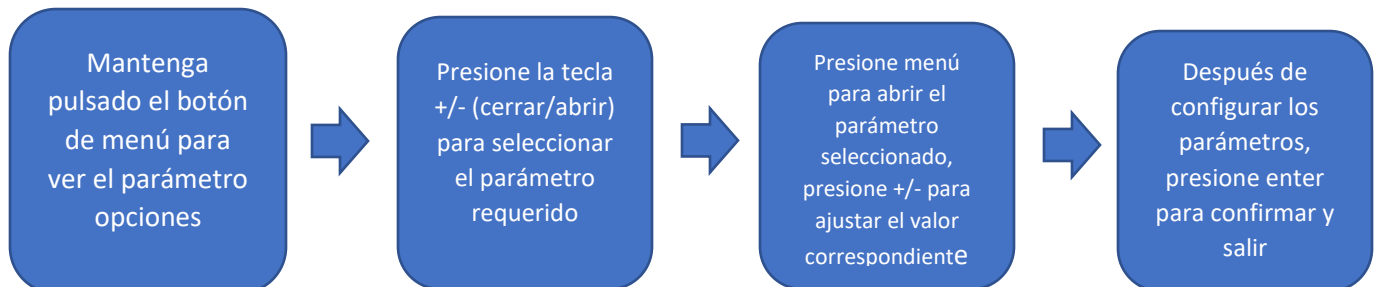 Mantenga
pulsado el botón
de menú para
ver el parámetro
opciones
Presione la tecla
+/- (cerrar/abrir)
para seleccionar
el parámetro
requerido
Presione menú
para abrir el
parámetro
seleccionado,
presione +/- para
ajustar el valor
correspondiente
Después de
configurar los
parámetros,
presione enter
para confirmar y
salir